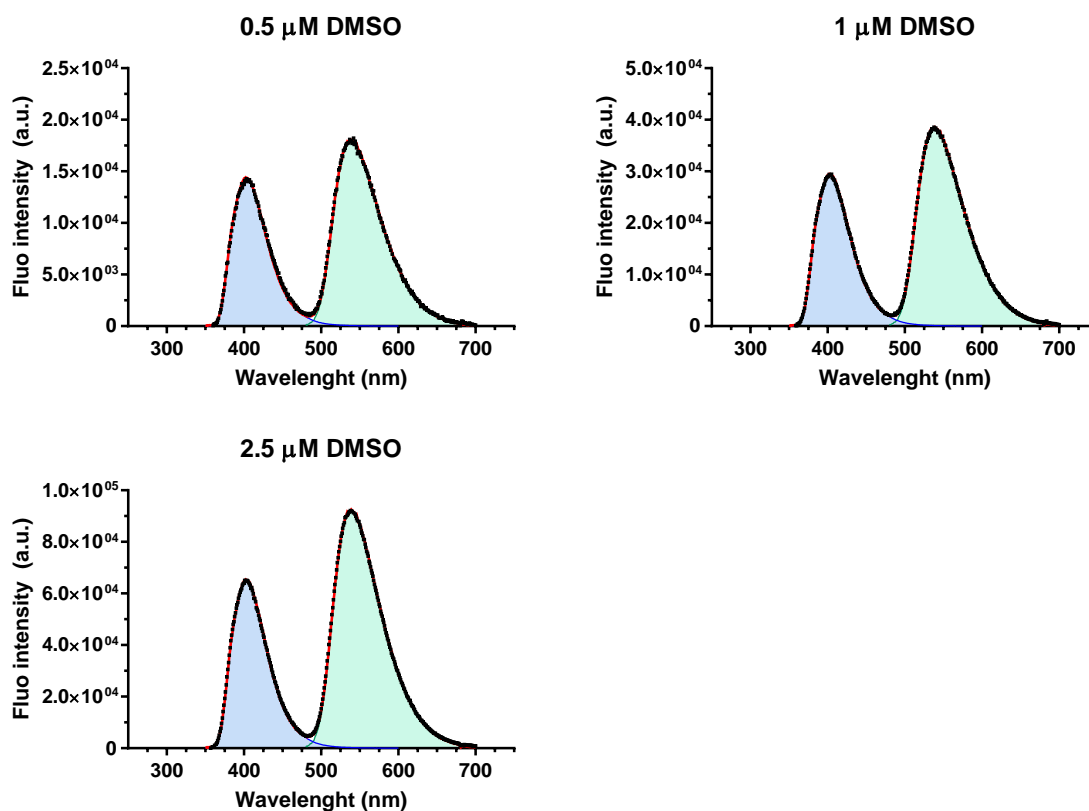 0.5 μM DMSO
2.5×10⁰⁴
2.0×10⁰⁴
1.5×10⁰⁴
1.0×10⁰⁴
5.0×10⁰³
0
Fluo intensity (a.u.)
300 400 500 600 700
Wavelenght (nm)
1 μM DMSO
5.0×10⁰⁴
4.0×10⁰⁴
3.0×10⁰⁴
2.0×10⁰⁴
1.0×10⁰⁴
0
Fluo intensity (a.u.)
300 400 500 600 700
Wavelenght (nm)
2.5 μM DMSO
1.0×10⁰⁵
8.0×10⁰⁴
6.0×10⁰⁴
4.0×10⁰⁴
2.0×10⁰⁴
0
Fluo intensity (a.u.)
300 400 500 600 700
Wavelenght (nm)